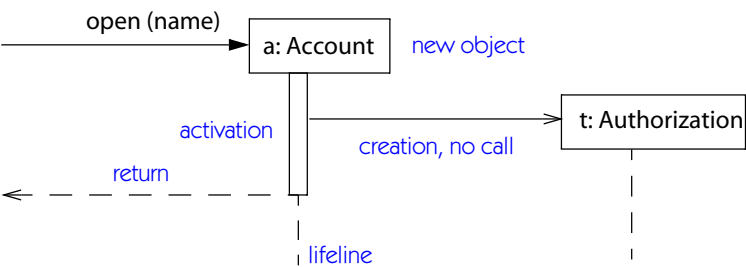 open (name)
a: Account
new object
t: Authorization
activation
creation, no call
return
lifeline